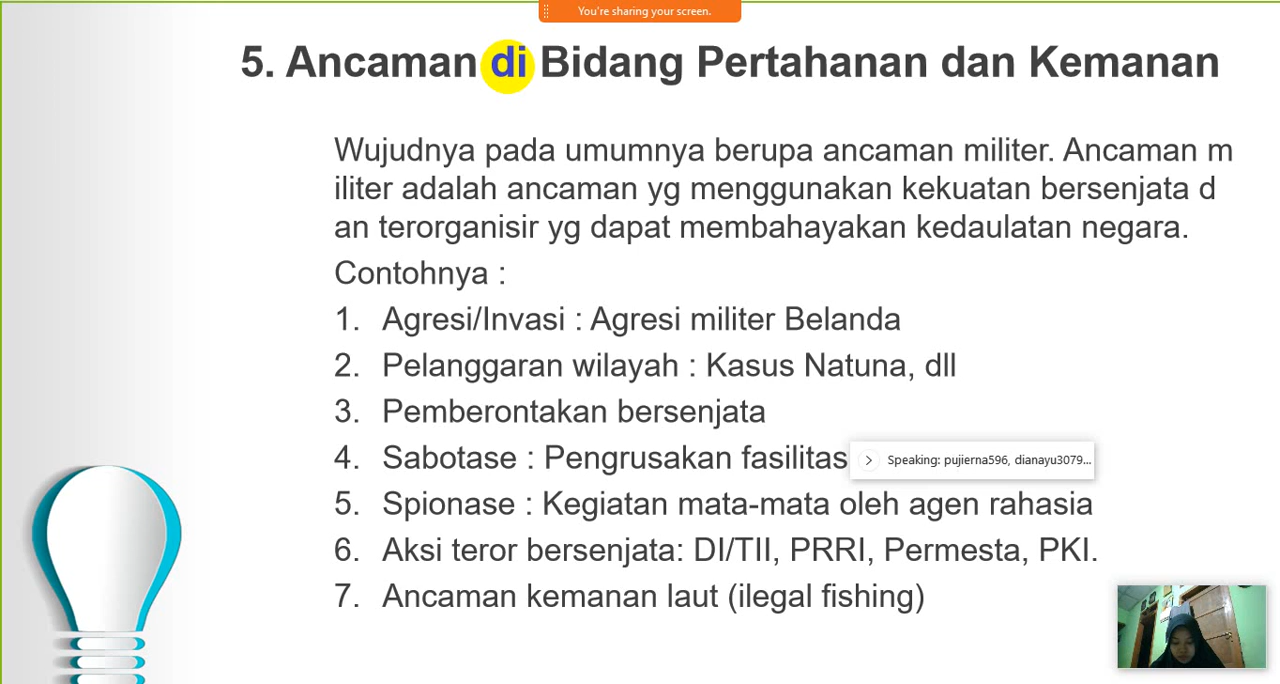 You're sharing your screen.
5. Ancaman di Bidang Pertahanan dan Kemanan
Wujudnya pada umumnya berupa ancaman militer. Ancaman m
iliter adalah ancaman yg menggunakan kekuatan bersenjata d
an terorganisir yg dapat membahayakan kedaulatan negara.
Contohnya :
1. Agresi/Invasi : Agresi militer Belanda
2. Pelanggaran wilayah : Kasus Natuna, dll
3. Pemberontakan bersenjata
4. Sabotase : Pengrusakan fasilitas
Speaking: pujierna596, dianayu3079...
5. Spionase : Kegiatan mata-mata oleh agen rahasia
6. Aksi teror bersenjata: DI/TII, PRRI, Permesta, PKI.
7. Ancaman kemanan laut (ilegal fishing)